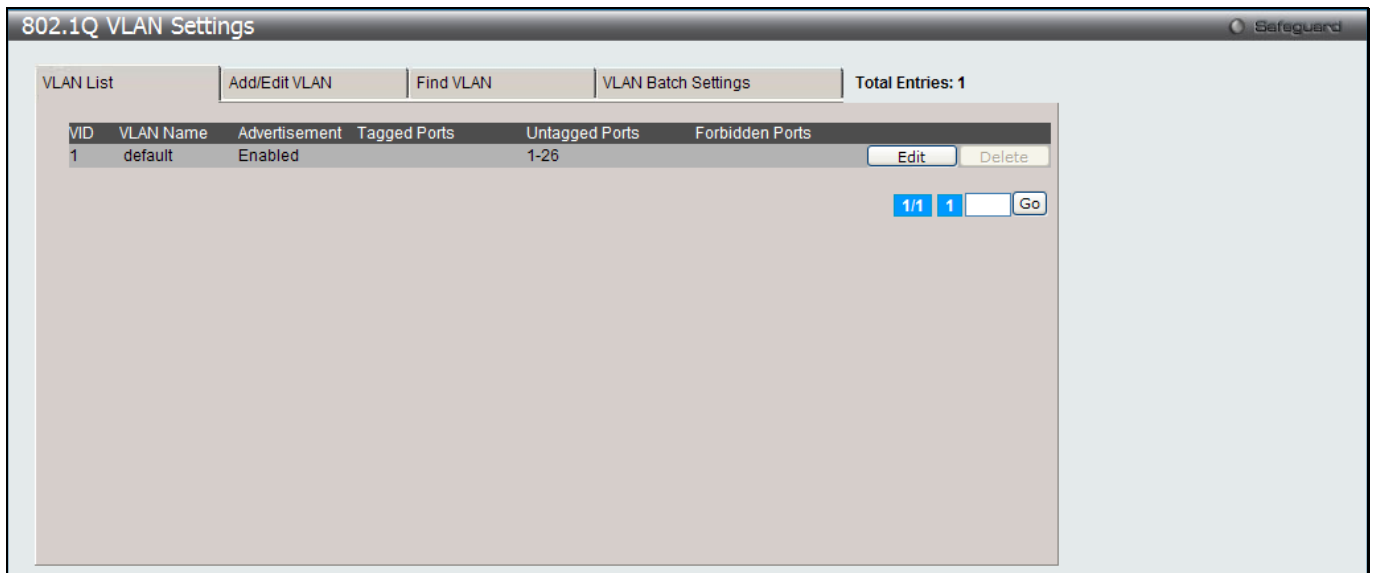 802.1Q VLAN Settings
Safeguard
VLAN List Add/Edit VLAN Find VLAN VLAN Batch Settings Total Entries: 1
VID VLAN Name Advertisement Tagged Ports Untagged Ports Forbidden Ports
1 default Enabled 1-26 Edit Delete
1/1 1 Go